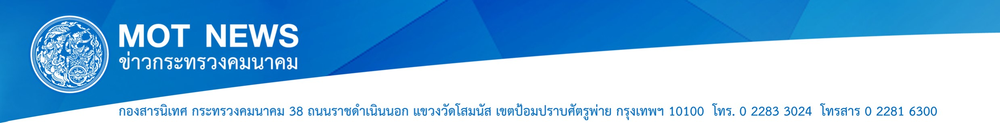 MOT NEWS
ข่าวกระทรวงคมนาคม
กองสารนิเทศ กระทรวงคมนาคม 38 ถนนราชดำเนินนอก แขวงวัดโสมนัส เขตป้อมปราบศัตรูพ่าย กรุงเทพฯ 10100 โทร. 0 2283 3024 โทรสาร 0 2281 6300